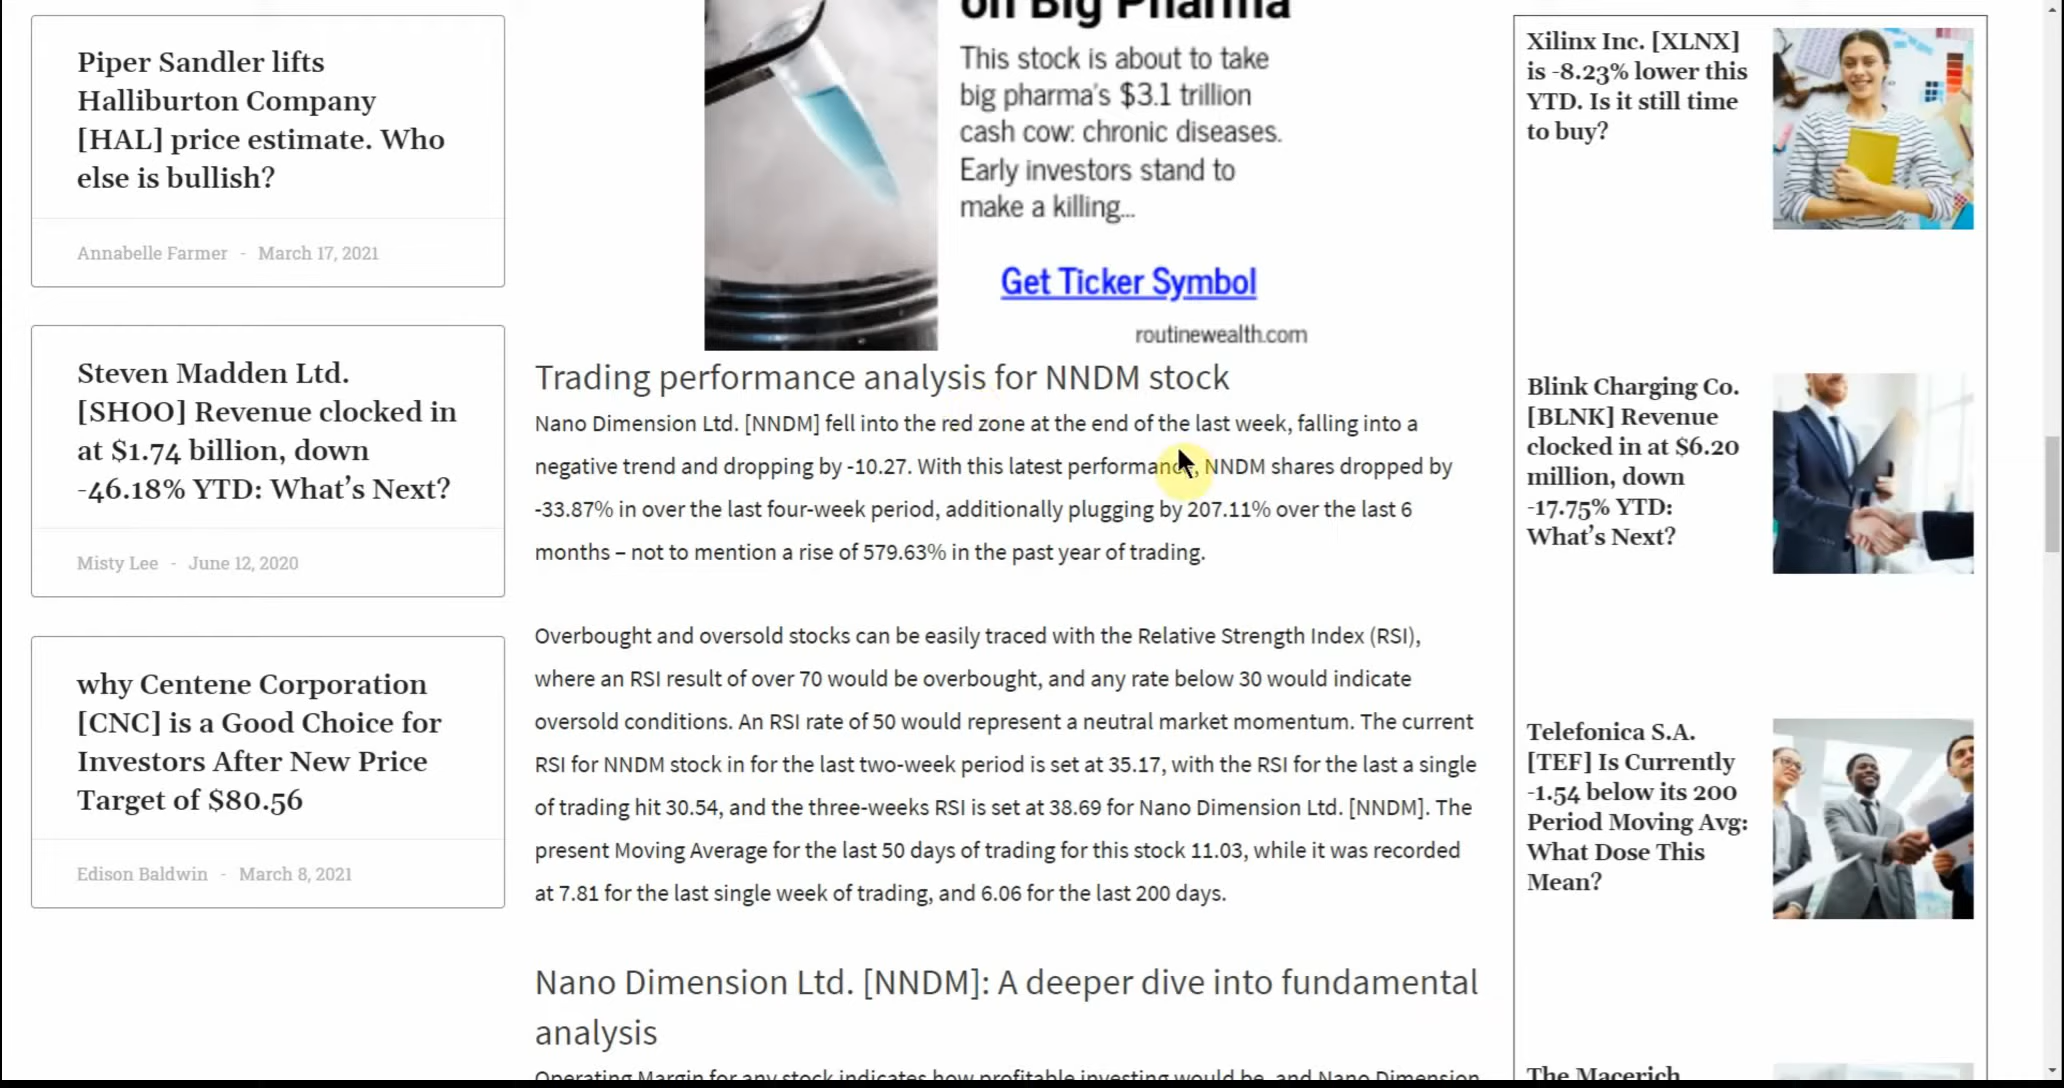 Piper Sandler lifts
Halliburton Company
[HAL] price estimate. Who
else is bullish?
Annabelle Farmer - March 17, 2021
Steven Madden Ltd.
[SHOO] Revenue clocked in
at $1.74 billion, down
-46.18% YTD: What's Next?
Misty Lee - June 12, 2020
why Centene Corporation
[CNC] is a Good Choice for
Investors After New Price
Target of $80.56
Edison Baldwin - March 8, 2021
on Big Pharma
This stock is about to take
big pharma's $3.1 trillion
cash cow: chronic diseases.
Early investors stand to
make a killing...
Get Ticker Symbol
routinewealth.com
Trading performance analysis for NNDM stock
Nano Dimension Ltd. [NNDM] fell into the red zone at the end of the last week, falling into a
negative trend and dropping by -10.27. With this latest performance, NNDM shares dropped by
-33.87% in over the last four-week period, additionally plugging by 207.11% over the last 6
months – not to mention a rise of 579.63% in the past year of trading.
Overbought and oversold stocks can be easily traced with the Relative Strength Index (RSI),
where an RSI result of over 70 would be overbought, and any rate below 30 would indicate
oversold conditions. An RSI rate of 50 would represent a neutral market momentum. The current
RSI for NNDM stock in for the last two-week period is set at 35.17, with the RSI for the last a single
of trading hit 30.54, and the three-weeks RSI is set at 38.69 for Nano Dimension Ltd. [NNDM]. The
present Moving Average for the last 50 days of trading for this stock 11.03, while it was recorded
at 7.81 for the last single week of trading, and 6.06 for the last 200 days.
Nano Dimension Ltd. [NNDM]: A deeper dive into fundamental
analysis
Operating Margin for any stock indicates how profitable investing would be, and Nano Dimension
Xilinx Inc. [XLNX]
is -8.23% lower this
YTD. Is it still time
to buy?
Blink Charging Co.
[BLNK] Revenue
clocked in at $6.20
million, down
-17.75% YTD:
What's Next?
Telefonica S.A.
[TEF] Is Currently
-1.54 below its 200
Period Moving Avg:
What Dose This
Mean?
The Macerich